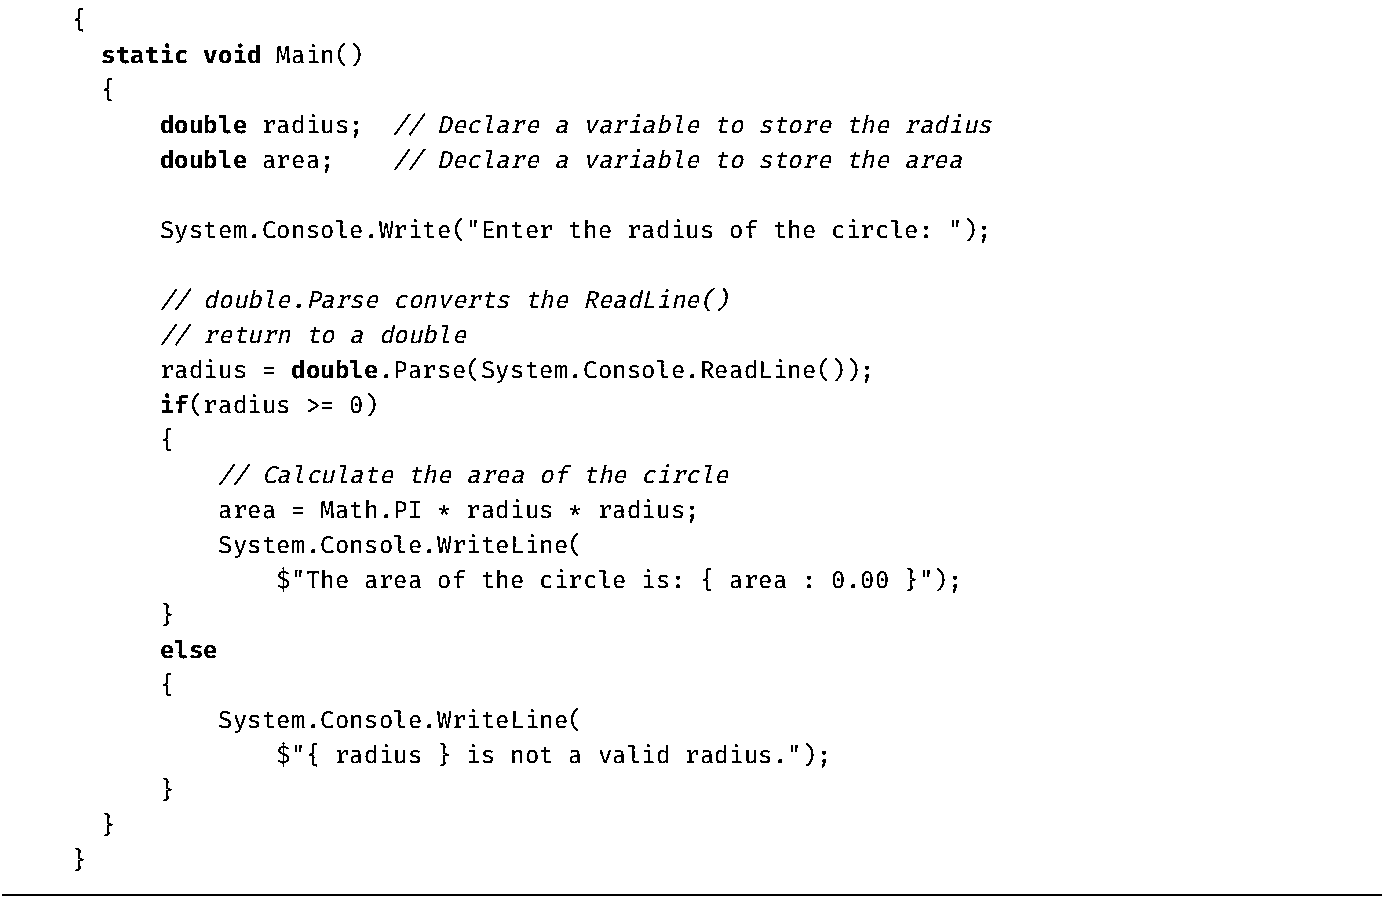 {
  static void Main()
  {
      double radius;  // Declare a variable to store the radius
      double area;    // Declare a variable to store the area

      System.Console.Write("Enter the radius of the circle: ");

      // double.Parse converts the ReadLine()
      // return to a double
      radius = double.Parse(System.Console.ReadLine());
      if(radius >= 0)
      {
          // Calculate the area of the circle
          area = Math.PI * radius * radius;
          System.Console.WriteLine(
              $"The area of the circle is: { area : 0.00 }");
      }
      else
      {
          System.Console.WriteLine(
              $"{ radius } is not a valid radius.");
      }
  }
}